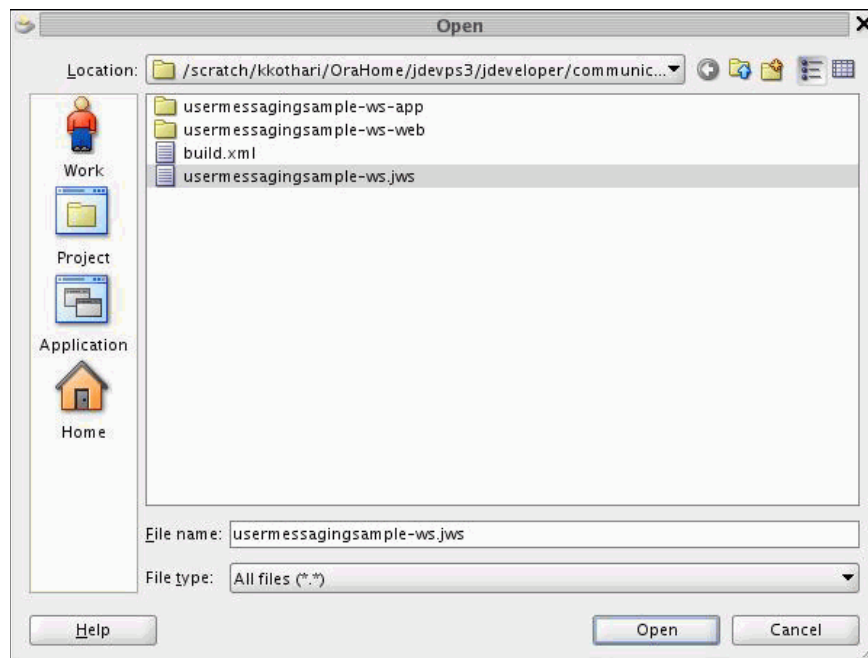 Open
Location: /scratch/kkothari/OraHome/jdevps3/jdeveloper/communic...
Work
Project
Application
Home
usermessagingsample-ws-app
usermessagingsample-ws-web
build.xml
usermessagingsample-ws.jws
File name: usermessagingsample-ws.jws
File type: All files (*.*)
Help Open Cancel